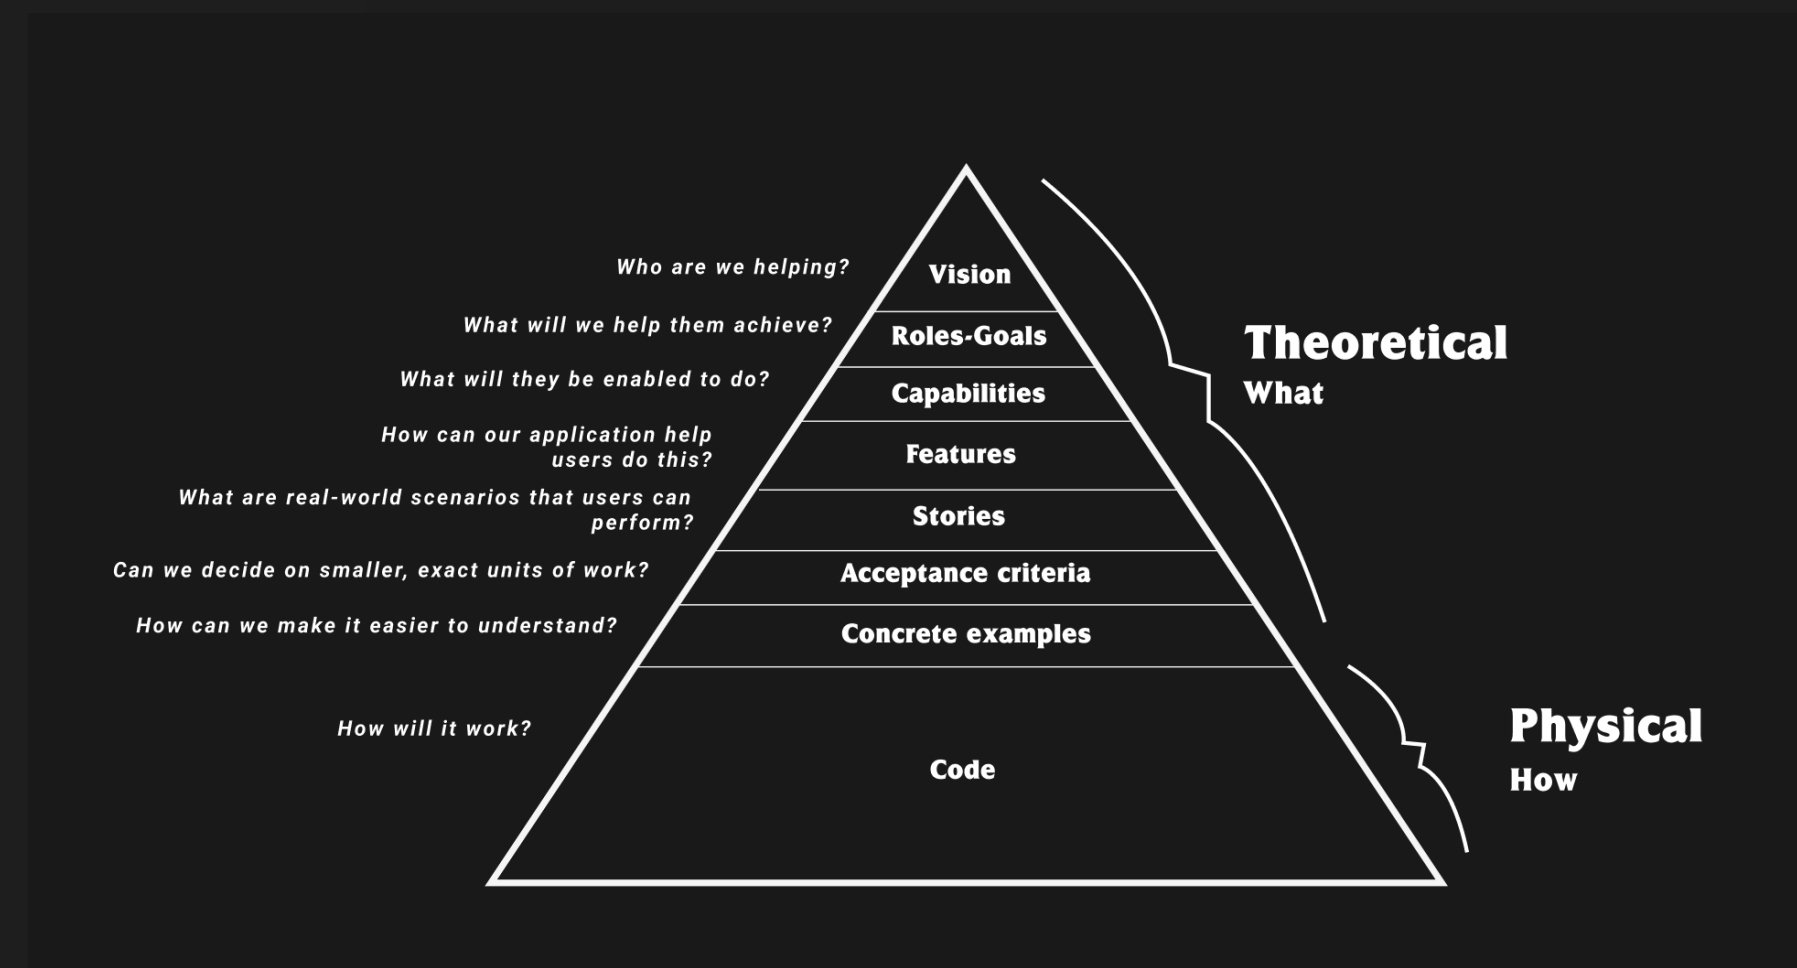 Who are we helping?
Vision
What will we help them achieve?
Roles-Goals
What will they be enabled to do?
Capabilities
How can our application help
users do this?
Features
What are real-world scenarios that users can
perform?
Stories
Can we decide on smaller, exact units of work?
Acceptance criteria
How can we make it easier to understand?
Concrete examples
How will it work?
Code
Theoretical
What
Physical
How